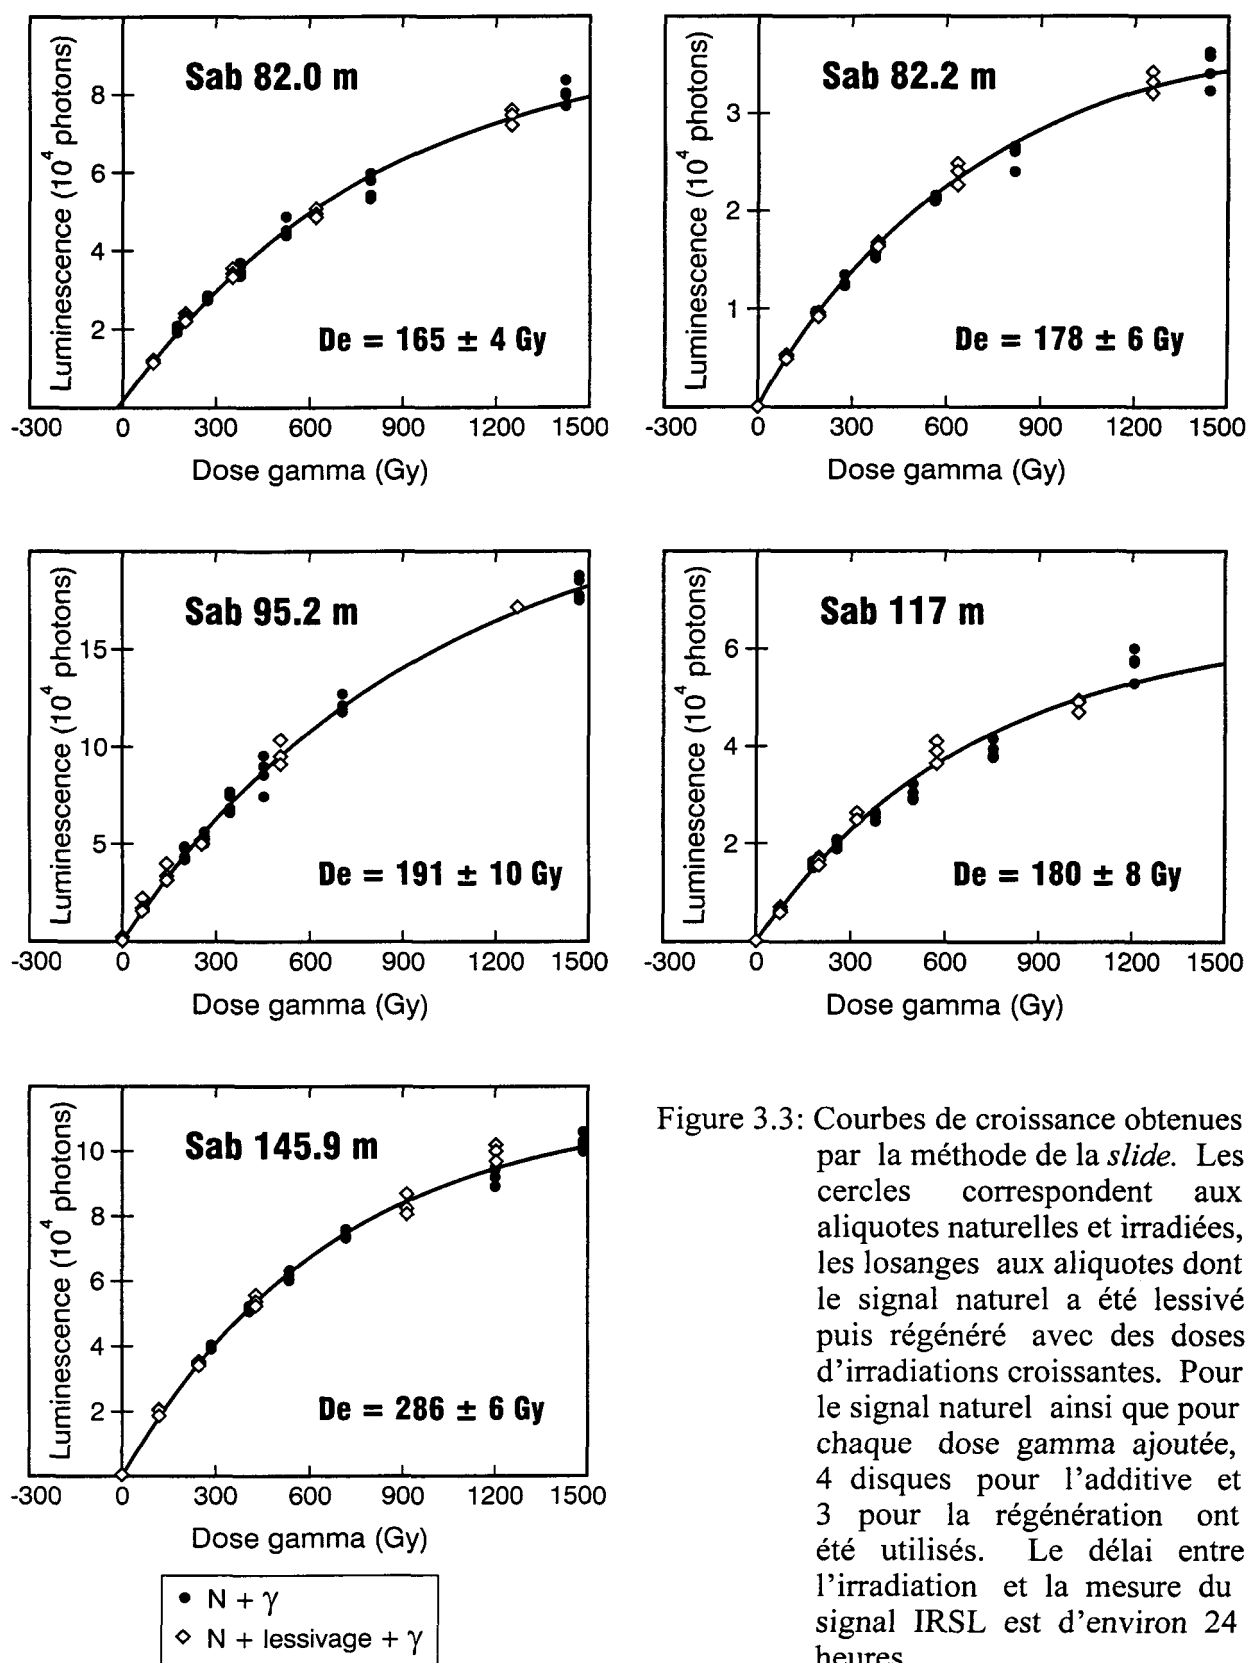 Sab 82.0 m
Luminescence (10⁴ photons)
8
6
4
2
De = 165 ± 4 Gy
-300 0 300 600 900 1200 1500
Dose gamma (Gy)
Sab 82.2 m
Luminescence (10⁴ photons)
3
2
1
De = 178 ± 6 Gy
-300 0 300 600 900 1200 1500
Dose gamma (Gy)
Sab 95.2 m
Luminescence (10⁴ photons)
15
10
5
De = 191 ± 10 Gy
-300 0 300 600 900 1200 1500
Dose gamma (Gy)
Sab 117 m
Luminescence (10⁴ photons)
6
4
2
De = 180 ± 8 Gy
-300 0 300 600 900 1200 1500
Dose gamma (Gy)
Sab 145.9 m
Luminescence (10⁴ photons)
10
8
6
4
2
De = 286 ± 6 Gy
-300 0 300 600 900 1200 1500
Dose gamma (Gy)
● N + γ
◇ N + lessivage + γ
Figure 3.3: Courbes de croissance obtenues
par la méthode de la slide. Les
cercles correspondent aux
aliquotes naturelles et irradiées,
les losanges aux aliquotes dont
le signal naturel a été lessivé
puis régénéré avec des doses
d'irradiations croissantes. Pour
le signal naturel ainsi que pour
chaque dose gamma ajoutée,
4 disques pour l'additive et
3 pour la régénération ont
été utilisés. Le délai entre
l'irradiation et la mesure du
signal IRSL est d'environ 24
heures